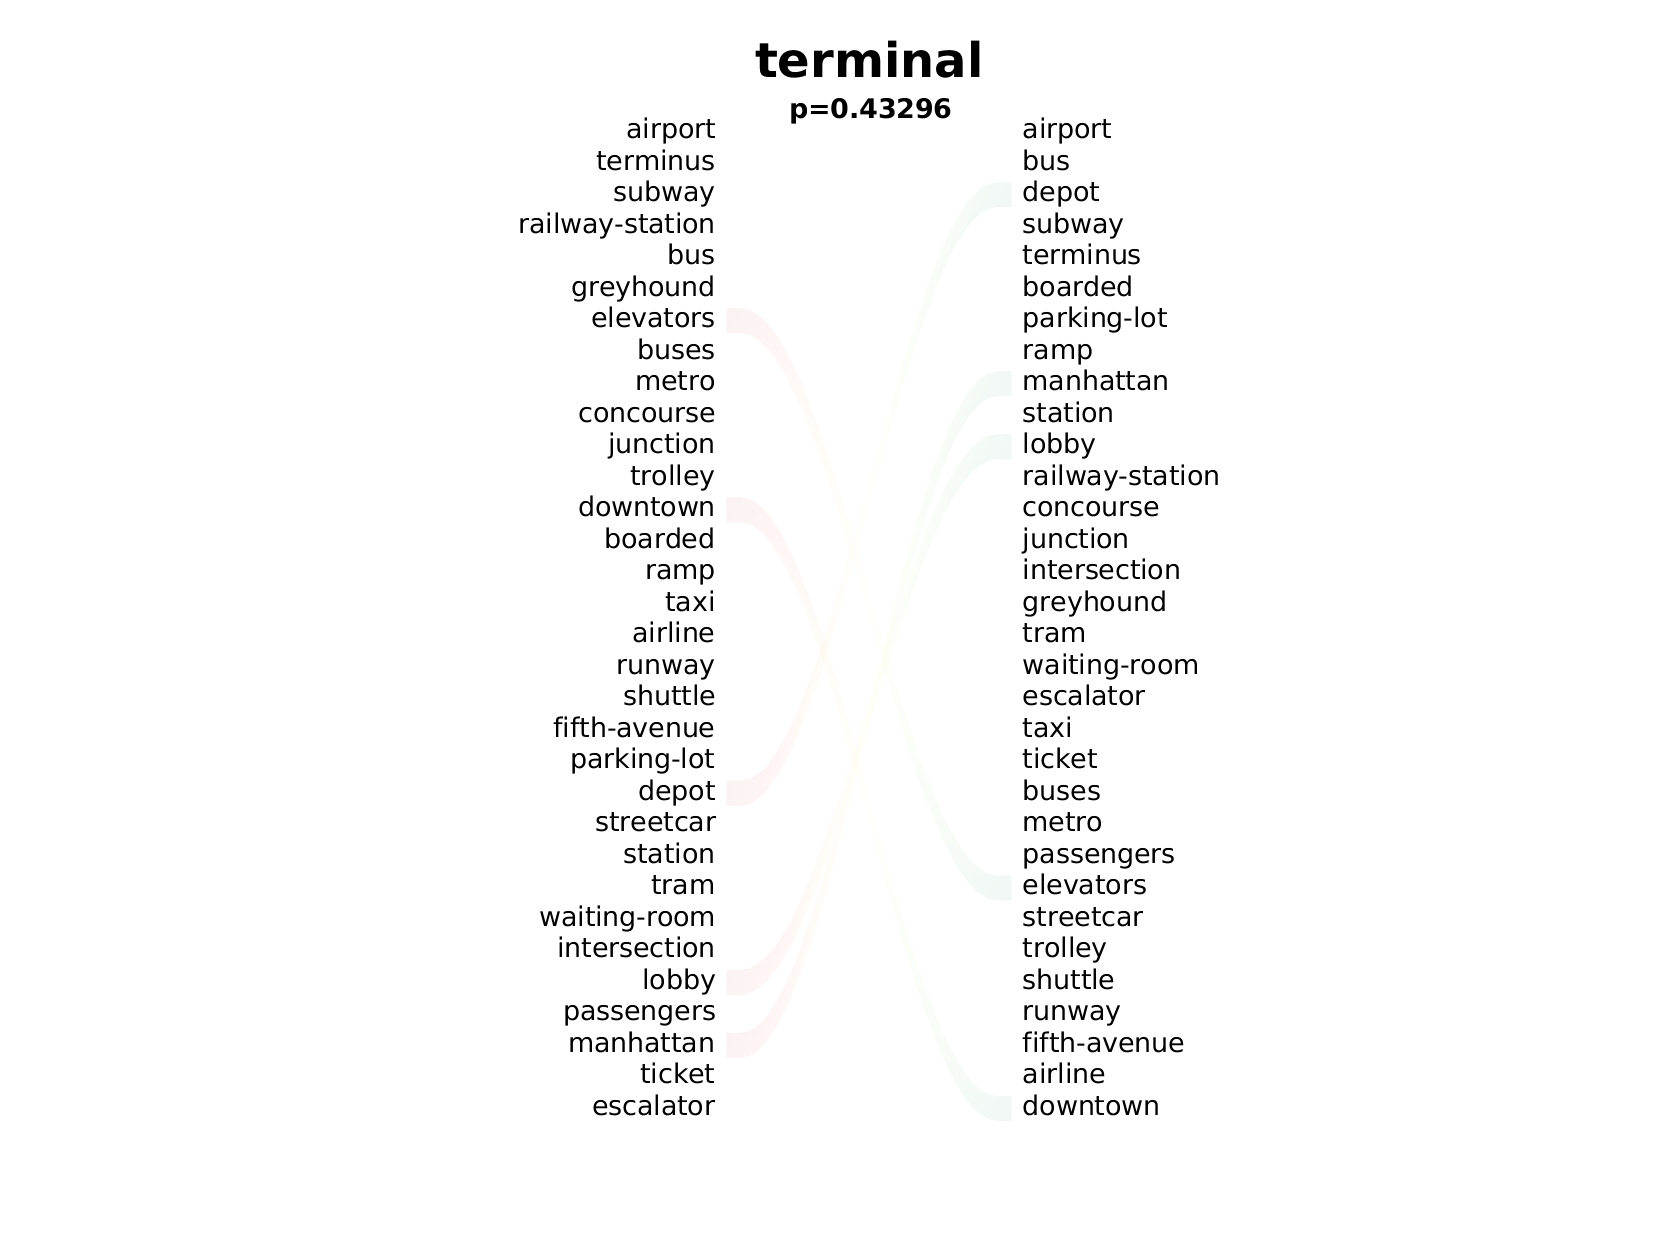 terminal
p=0.43296
airport
terminus
subway
railway-station
bus
greyhound
elevators
buses
metro
concourse
junction
trolley
downtown
boarded
ramp
taxi
airline
runway
shuttle
fifth-avenue
parking-lot
depot
streetcar
station
tram
waiting-room
intersection
lobby
passengers
manhattan
ticket
escalator
airport
bus
depot
subway
terminus
boarded
parking-lot
ramp
manhattan
station
lobby
railway-station
concourse
junction
intersection
greyhound
tram
waiting-room
escalator
taxi
ticket
buses
metro
passengers
elevators
streetcar
trolley
shuttle
runway
fifth-avenue
airline
downtown